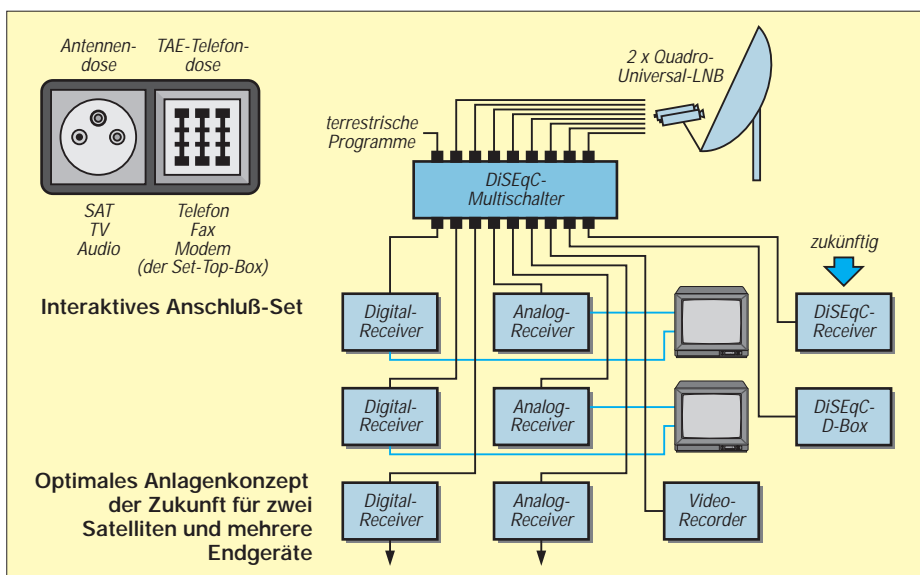 Antennen-
dose
TAE-Telefon-
dose
SAT
TV
Audio
Telefon
Fax
Modem
(der Set-Top-Box)
Interaktives Anschluß-Set
2 x Quadro-
Universal-LNB
terrestrische
Programme
DiSEqC-
Multischalter
zukünftig
Digital-
Receiver
Analog-
Receiver
DiSEqC-
Receiver
Digital-
Receiver
Analog-
Receiver
DiSEqC-
D-Box
Optimales Anlagenkonzept
der Zukunft für zwei
Satelliten und mehrere
Endgeräte
Digital-
Receiver
Analog-
Receiver
Video-
Recorder